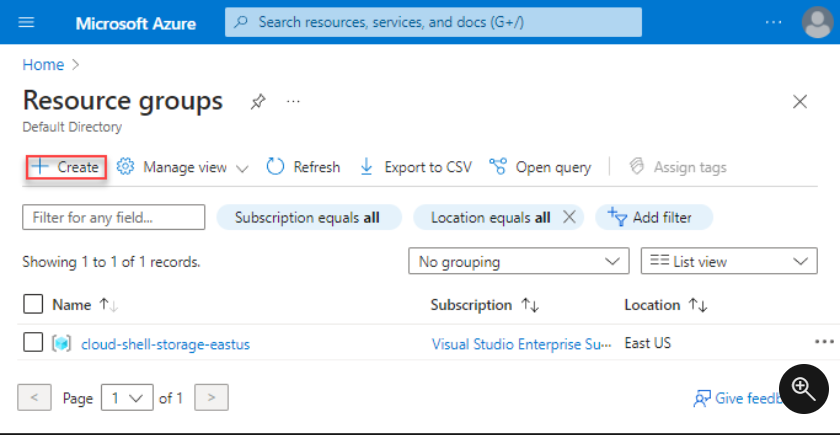 Microsoft Azure
Search resources, services, and docs (G+/)
Home >
Resource groups
Default Directory
Create Manage view Refresh Export to CSV Open query Assign tags
Filter for any field... Subscription equals all Location equals all Add filter
Showing 1 to 1 of 1 records. No grouping List view
Name Subscription Location
cloud-shell-storage-eastus Visual Studio Enterprise Su··· East US
< Page 1 of 1 > Give